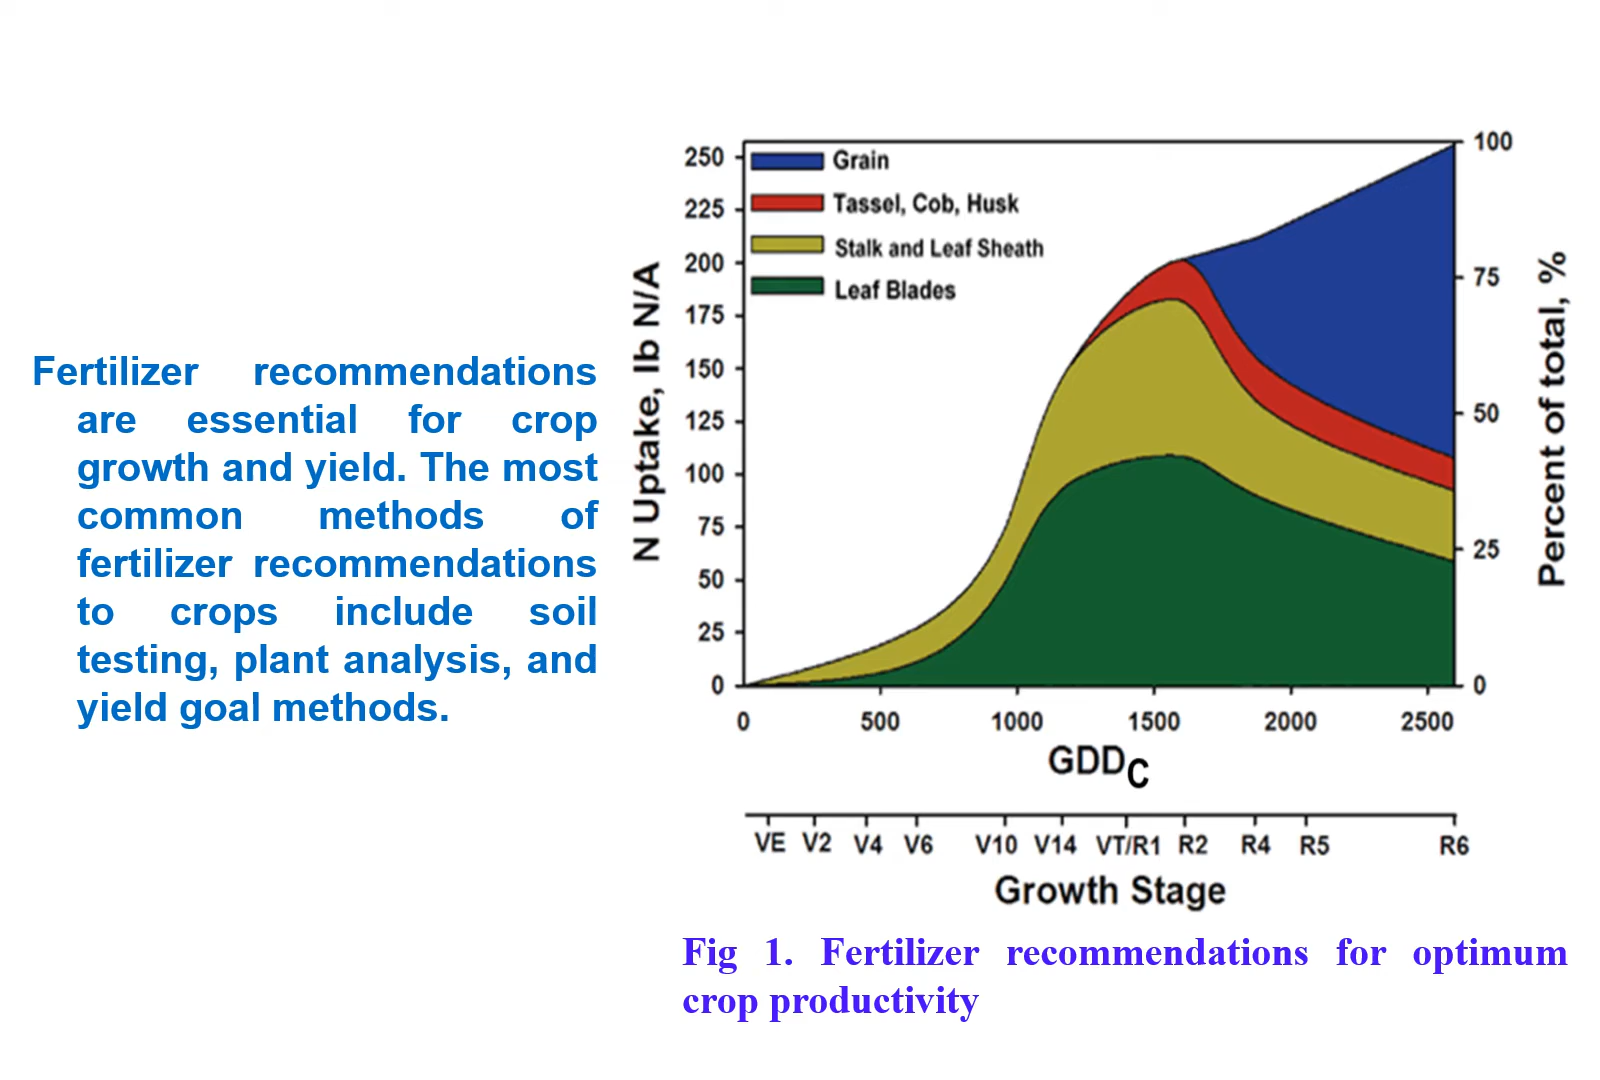 Fertilizer recommendations
are essential for crop
growth and yield. The most
common methods of
fertilizer recommendations
to crops include soil
testing, plant analysis, and
yield goal methods.
Grain
Tassel, Cob, Husk
Stalk and Leaf Sheath
Leaf Blades
N Uptake, lb N/A
250
225
200
175
150
125
100
75
50
25
0
Percent of total, %
100
75
50
25
0
0 500 1000 1500 2000 2500
GDDC
VE V2 V4 V6 V10 V14 VT/R1 R2 R4 R5 R6
Growth Stage
Fig 1. Fertilizer recommendations for optimum
crop productivity